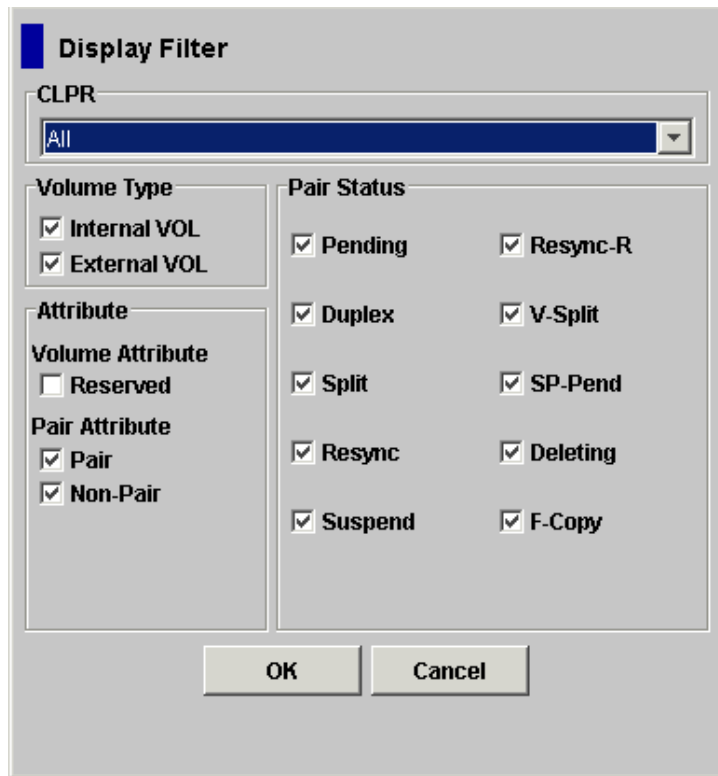 Display Filter
CLPR
All
Volume Type
Internal VOL
External VOL
Attribute
Volume Attribute
Reserved
Pair Attribute
Pair
Non-Pair
Pair Status
Pending
Resync-R
Duplex
V-Split
Split
SP-Pend
Resync
Deleting
Suspend
F-Copy
OK
Cancel